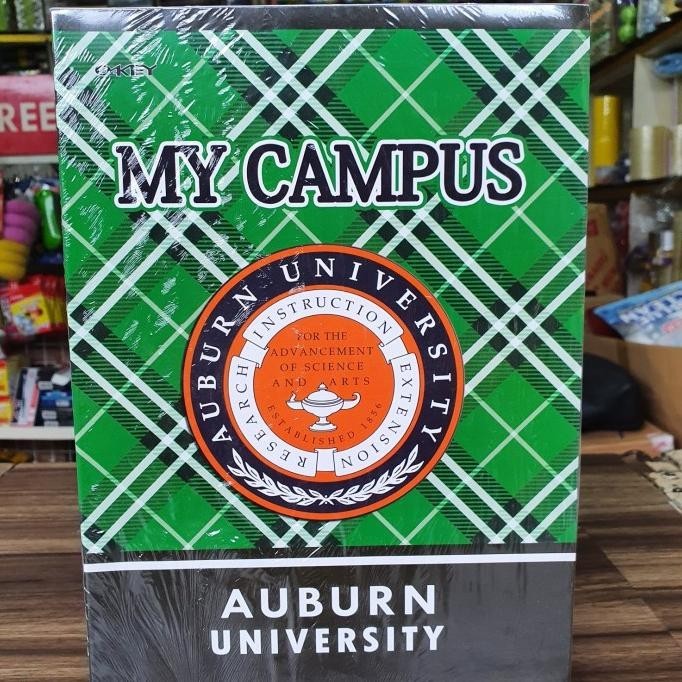 O-KEY
REE
MY CAMPUS
AUBURN UNIVERSITY
INSTRUCTION
RESEARCH
EXTENSION
FOR THE
ADVANCEMENT
OF SCIENCE
AND ARTS
ESTABLISHED 1856
AUBURN
UNIVERSITY